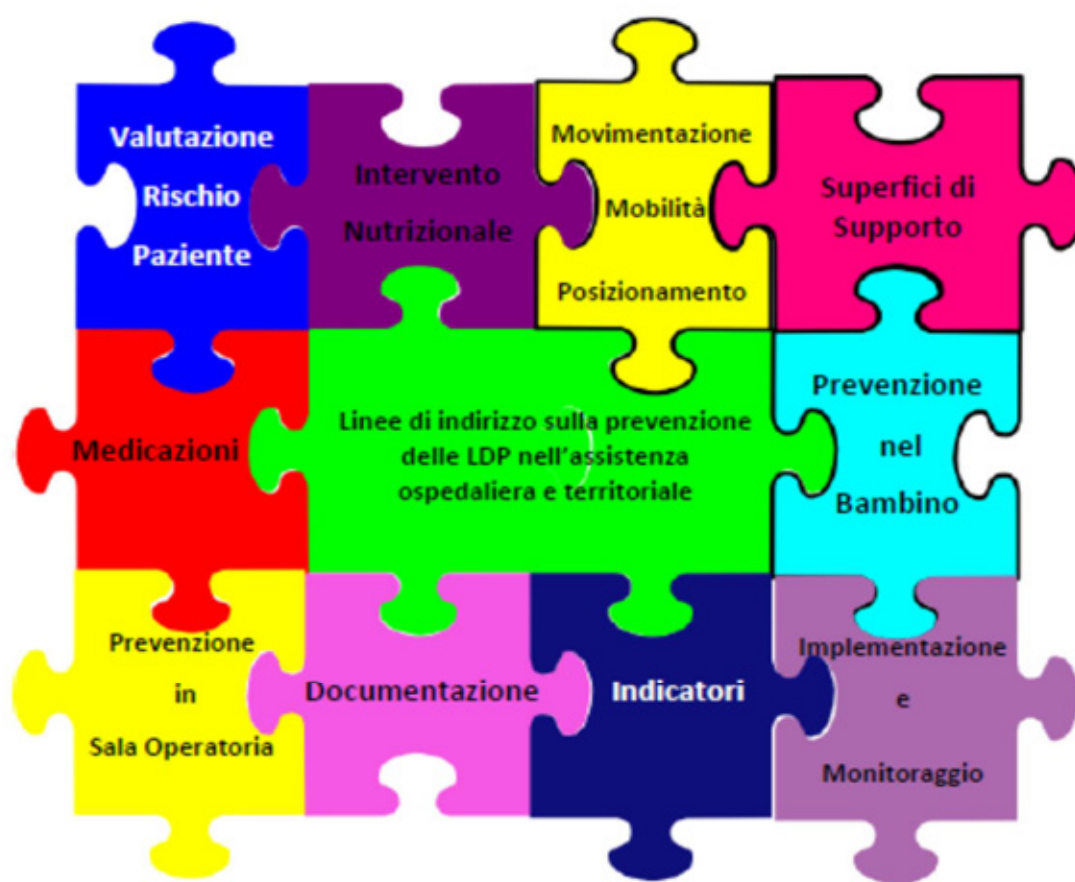 Valutazione
Rischio
Paziente
Intervento
Nutrizionale
Movimentazione
Mobilità
Posizionamento
Superfici di
Supporto
Medicazioni
Linee di indirizzo sulla prevenzione
delle LDP nell'assistenza
ospedaliera e territoriale
Prevenzione
nel
Bambino
Prevenzione
in
Sala Operatoria
Documentazione
Indicatori
Implementazione
e
Monitoraggio